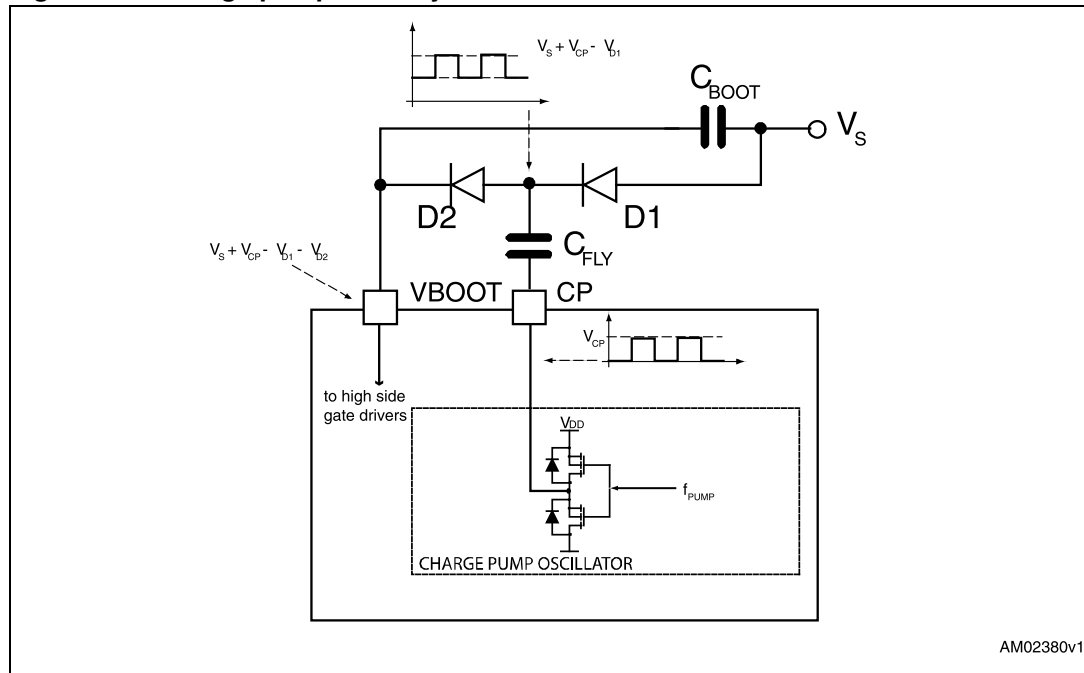 V_S + V_CP - V_D1
C_BOOT
V_S
D2
D1
C_FLY
V_S + V_CP - V_D1 - V_D2
VBOOT
CP
V_CP
to high side
gate drivers
V_DD
f_PUMP
CHARGE PUMP OSCILLATOR
AM02380v1